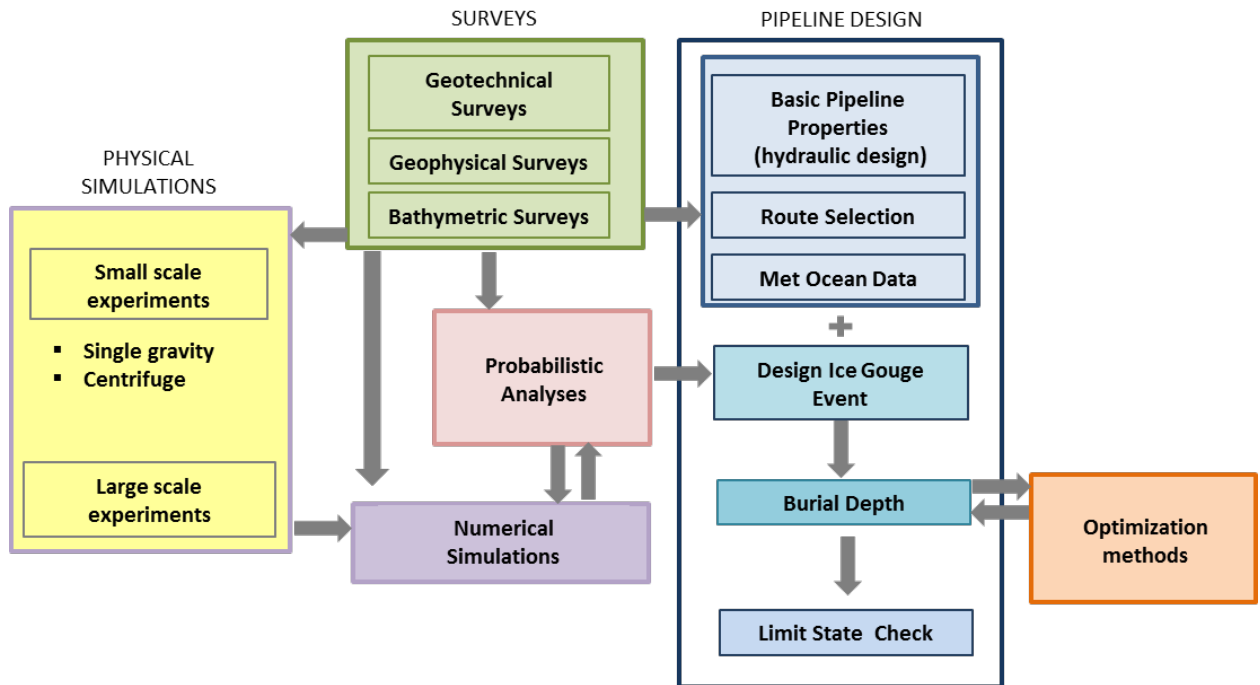 SURVEYS
PIPELINE DESIGN
Geotechnical
Surveys
Geophysical Surveys
Bathymetric Surveys
Basic Pipeline
Properties
(hydraulic design)
Route Selection
Met Ocean Data
+
PHYSICAL
SIMULATIONS
Small scale
experiments
▪ Single gravity
▪ Centrifuge
Large scale
experiments
Probabilistic
Analyses
Numerical
Simulations
Design Ice Gouge
Event
Burial Depth
Limit State Check
Optimization
methods